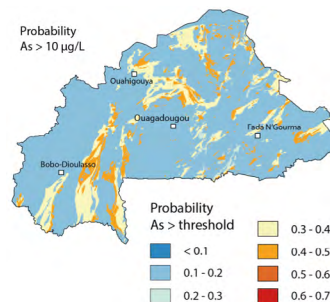 Probability
As > 10 µg/L
Ouahigouya
Ouagadougou
Fada N'Gourma
Bobo-Dioulasso
Probability
As > threshold
< 0.1
0.1 - 0.2
0.2 - 0.3
0.3 - 0.4
0.4 - 0.5
0.5 - 0.6
0.6 - 0.7